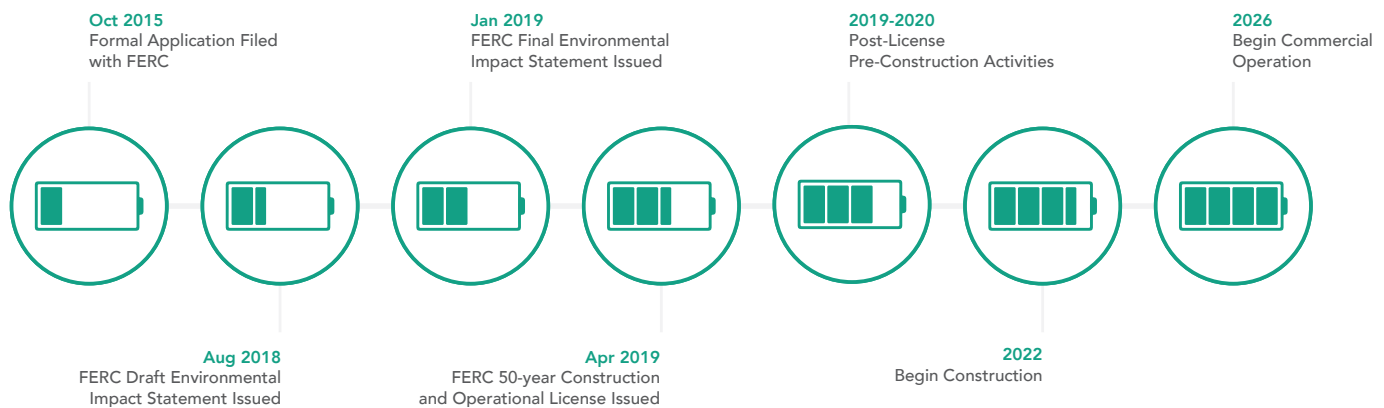 Oct 2015
Formal Application Filed
with FERC
Jan 2019
FERC Final Environmental
Impact Statement Issued
2019-2020
Post-License
Pre-Construction Activities
2026
Begin Commercial
Operation
Aug 2018
FERC Draft Environmental
Impact Statement Issued
Apr 2019
FERC 50-year Construction
and Operational License Issued
2022
Begin Construction